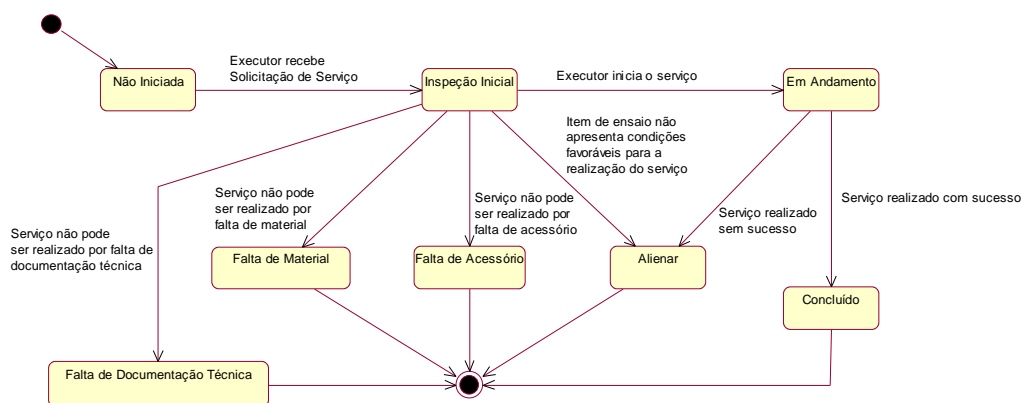 Não Iniciada
Executor recebe
Solicitação de Serviço
Inspeção Inicial
Executor inicia o serviço
Em Andamento
Item de ensaio não
apresenta condições
favoráveis para a
realização do serviço
Serviço não pode
ser realizado por falta de
documentação técnica
Serviço não pode
ser realizado por
falta de material
Serviço não pode
ser realizado por
falta de acessório
Serviço realizado
sem sucesso
Serviço realizado com sucesso
Falta de Material
Falta de Acessório
Alienar
Concluído
Falta de Documentação Técnica